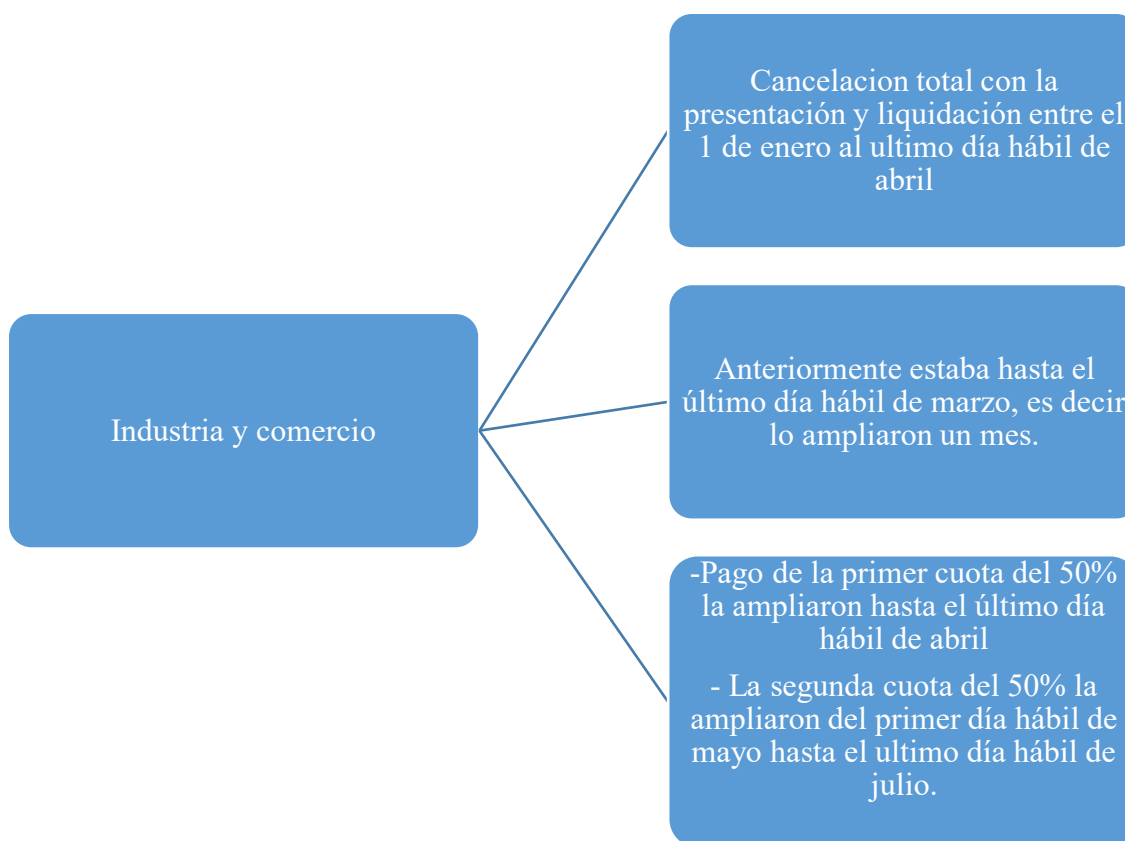 Cancelacion total con la
presentación y liquidación entre el
1 de enero al ultimo día hábil de
abril
Industria y comercio
Anteriormente estaba hasta el
último día hábil de marzo, es decir
lo ampliaron un mes.
-Pago de la primer cuota del 50%
la ampliaron hasta el último día
hábil de abril
- La segunda cuota del 50% la
ampliaron del primer día hábil de
mayo hasta el ultimo día hábil de
julio.